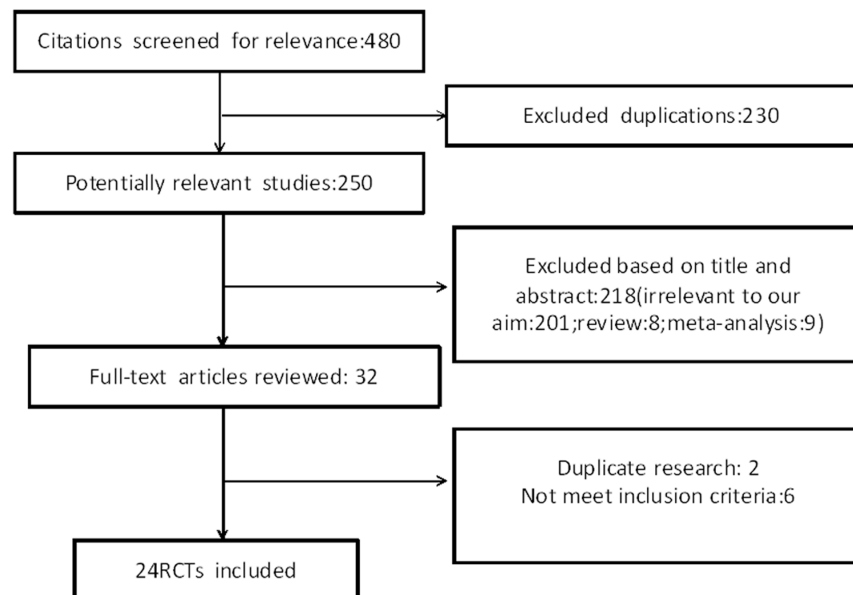 Citations screened for relevance:480
Excluded duplications:230
Potentially relevant studies:250
Excluded based on title and
abstract:218(irrelevant to our
aim:201;review:8;meta-analysis:9)
Full-text articles reviewed: 32
Duplicate research: 2
Not meet inclusion criteria:6
24RCTs included